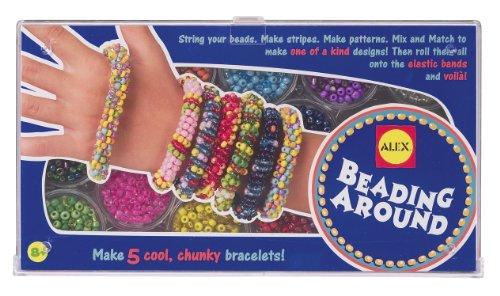 String your beads. Make stripes. Make patterns. Mix and Match to
make one of a kind designs! Then roll them all
onto the elastic bands
and voilà!
ALEX
BEADING
AROUND
8+
Make 5 cool, chunky bracelets!